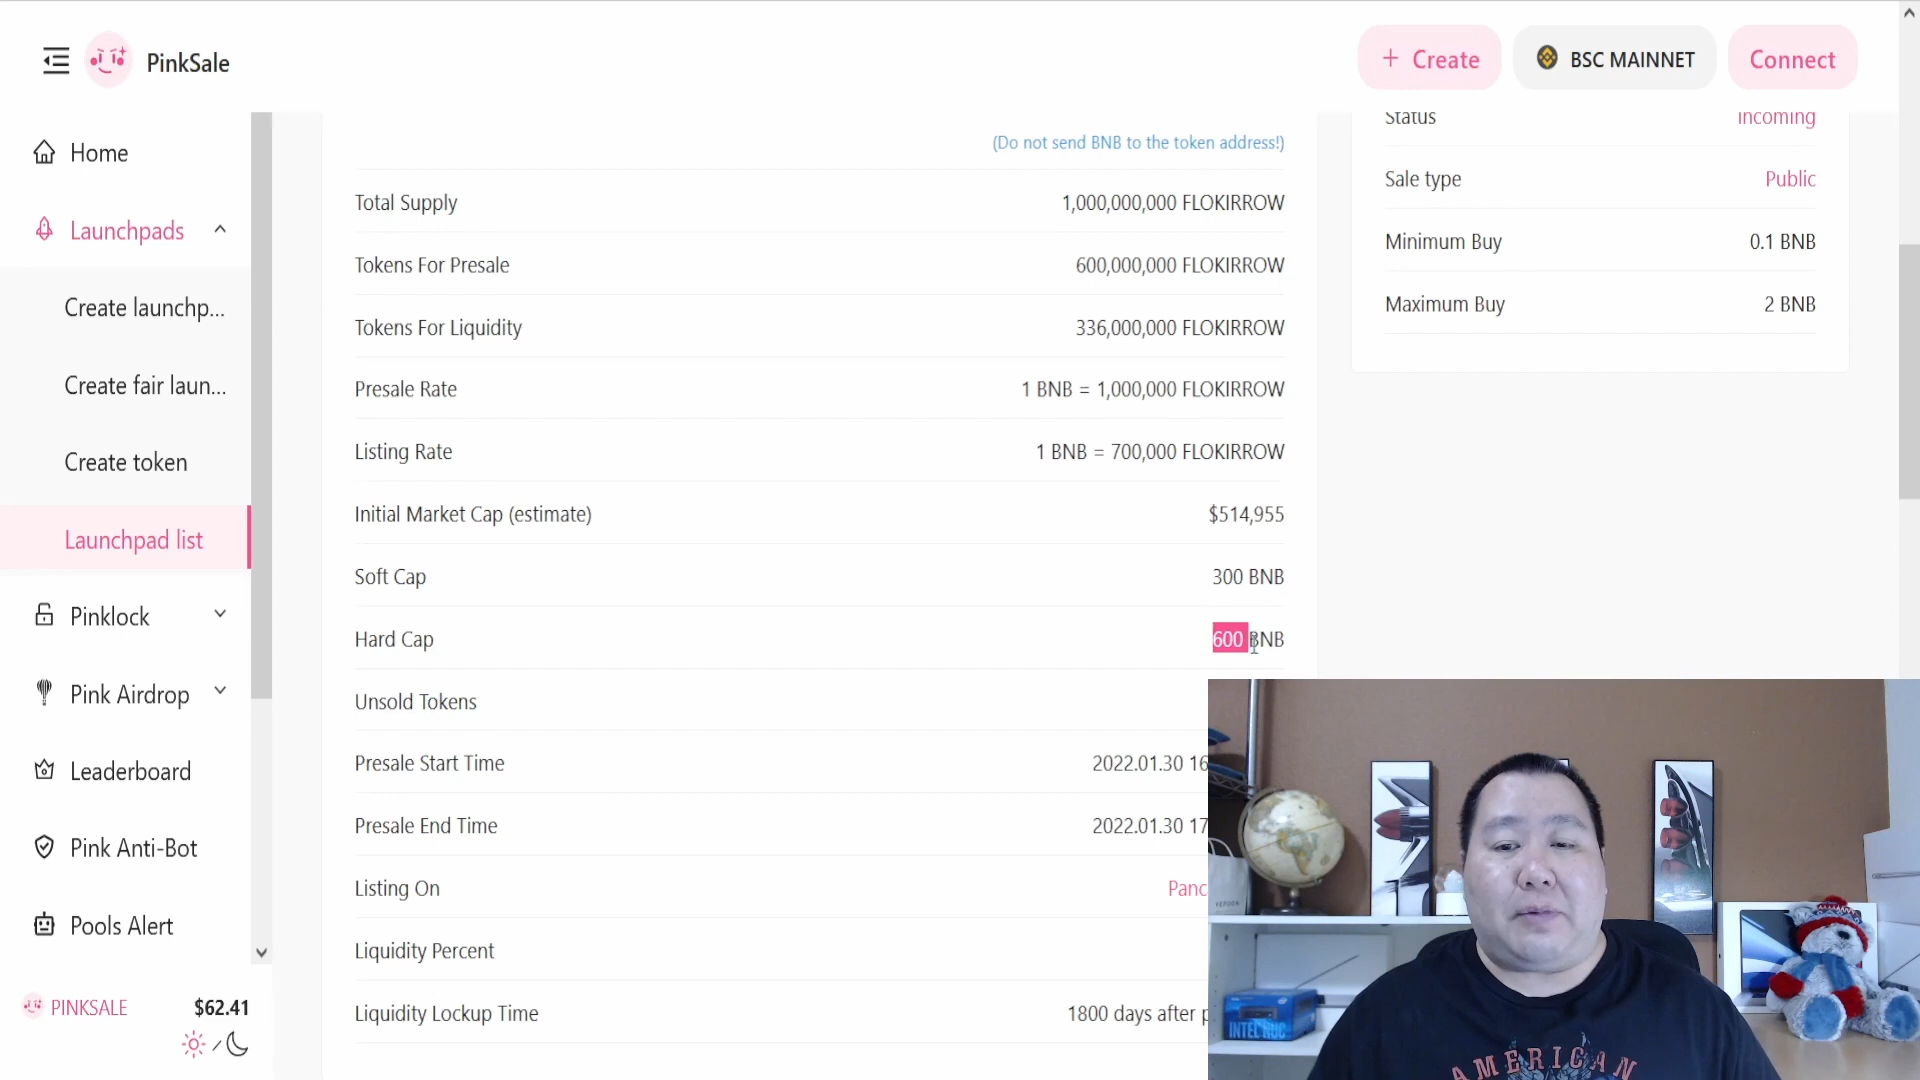 PinkSale
+ Create
BSC MAINNET
Connect
Home
Launchpads
Create launchp...
Create fair laun...
Create token
Launchpad list
Pinklock
Pink Airdrop
Leaderboard
Pink Anti-Bot
Pools Alert
PINKSALE $62.41
(Do not send BNB to the token address!)
Total Supply 1,000,000,000 FLOKIRROW
Tokens For Presale 600,000,000 FLOKIRROW
Tokens For Liquidity 336,000,000 FLOKIRROW
Presale Rate 1 BNB = 1,000,000 FLOKIRROW
Listing Rate 1 BNB = 700,000 FLOKIRROW
Initial Market Cap (estimate) $514,955
Soft Cap 300 BNB
Hard Cap 600 BNB
Unsold Tokens
Presale Start Time 2022.01.30 16
Presale End Time 2022.01.30 17
Listing On Panc
Liquidity Percent
Liquidity Lockup Time 1800 days after p
Status Incoming
Sale type Public
Minimum Buy 0.1 BNB
Maximum Buy 2 BNB
INTEL NUC
AMERICAN